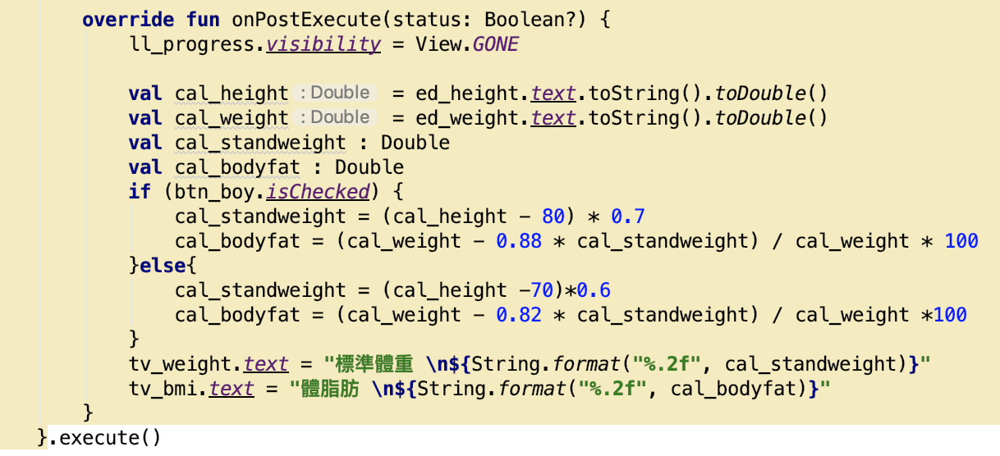 override fun onPostExecute(status: Boolean?) {
ll_progress.visibility = View.GONE
val cal_height : Double = ed_height.text.toString().toDouble()
val cal_weight : Double = ed_weight.text.toString().toDouble()
val cal_standweight : Double
val cal_bodyfat : Double
if (btn_boy.isChecked) {
cal_standweight = (cal_height - 80) * 0.7
cal_bodyfat = (cal_weight - 0.88 * cal_standweight) / cal_weight * 100
}else{
cal_standweight = (cal_height -70)*0.6
cal_bodyfat = (cal_weight - 0.82 * cal_standweight) / cal_weight *100
}
tv_weight.text = "標準體重 \n${String.format("%.2f", cal_standweight)}"
tv_bmi.text = "體脂肪 \n${String.format("%.2f", cal_bodyfat)}"
}
}.execute()